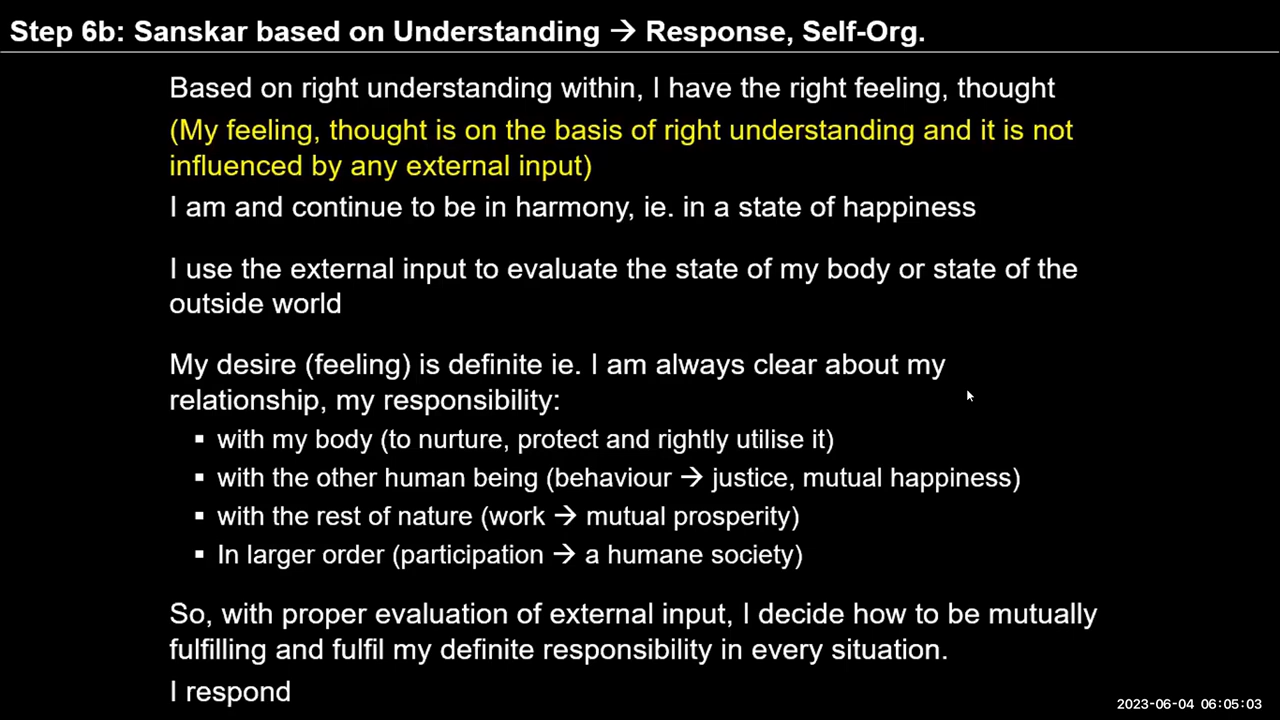 Step 6b: Sanskar based on Understanding → Response, Self-Org.
Based on right understanding within, I have the right feeling, thought
(My feeling, thought is on the basis of right understanding and it is not
influenced by any external input)
I am and continue to be in harmony, ie. in a state of happiness
I use the external input to evaluate the state of my body or state of the
outside world
My desire (feeling) is definite ie. I am always clear about my
relationship, my responsibility:
▪ with my body (to nurture, protect and rightly utilise it)
▪ with the other human being (behaviour → justice, mutual happiness)
▪ with the rest of nature (work → mutual prosperity)
▪ In larger order (participation → a humane society)
So, with proper evaluation of external input, I decide how to be mutually
fulfilling and fulfil my definite responsibility in every situation.
I respond
2023-06-04 06:05:03